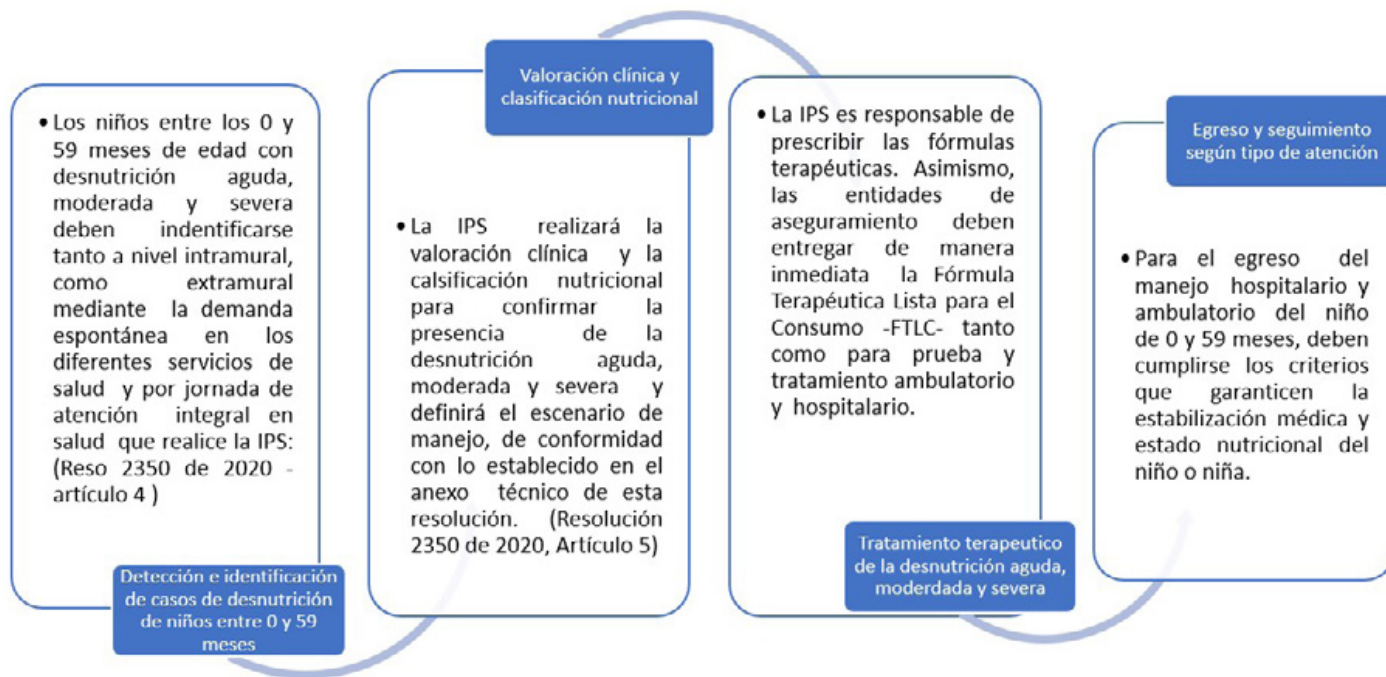 • Los niños entre los 0 y
59 meses de edad con
desnutrición aguda,
moderada y severa
deben indentificarse
tanto a nivel intramural,
como extramural
mediante la demanda
espontánea en los
diferentes servicios de
salud y por jornada de
atención integral en
salud que realice la IPS:
(Reso 2350 de 2020 -
artículo 4 )
Detección e identificación
de casos de desnutrición
de niños entre 0 y 59
meses
Valoración clínica y
clasificación nutricional
• La IPS realizará la
valoración clínica y la
calsificación nutricional
para confirmar la
presencia de la
desnutrición aguda,
moderada y severa y
definirá el escenario de
manejo, de conformidad
con lo establecido en el
anexo técnico de esta
resolución. (Resolución
2350 de 2020, Artículo 5)
• La IPS es responsable de
prescribir las fórmulas
terapéuticas. Asimismo,
las entidades de
aseguramiento deben
entregar de manera
inmediata la Fórmula
Terapéutica Lista para el
Consumo -FTLC- tanto
como para prueba y
tratamiento ambulatorio
y hospitalario.
Tratamiento terapeutico
de la desnutrición aguda,
moderdada y severa
Egreso y seguimiento
según tipo de atención
• Para el egreso del
manejo hospitalario y
ambulatorio del niño
de 0 y 59 meses, deben
cumplirse los criterios
que garanticen la
estabilización médica y
estado nutricional del
niño o niña.